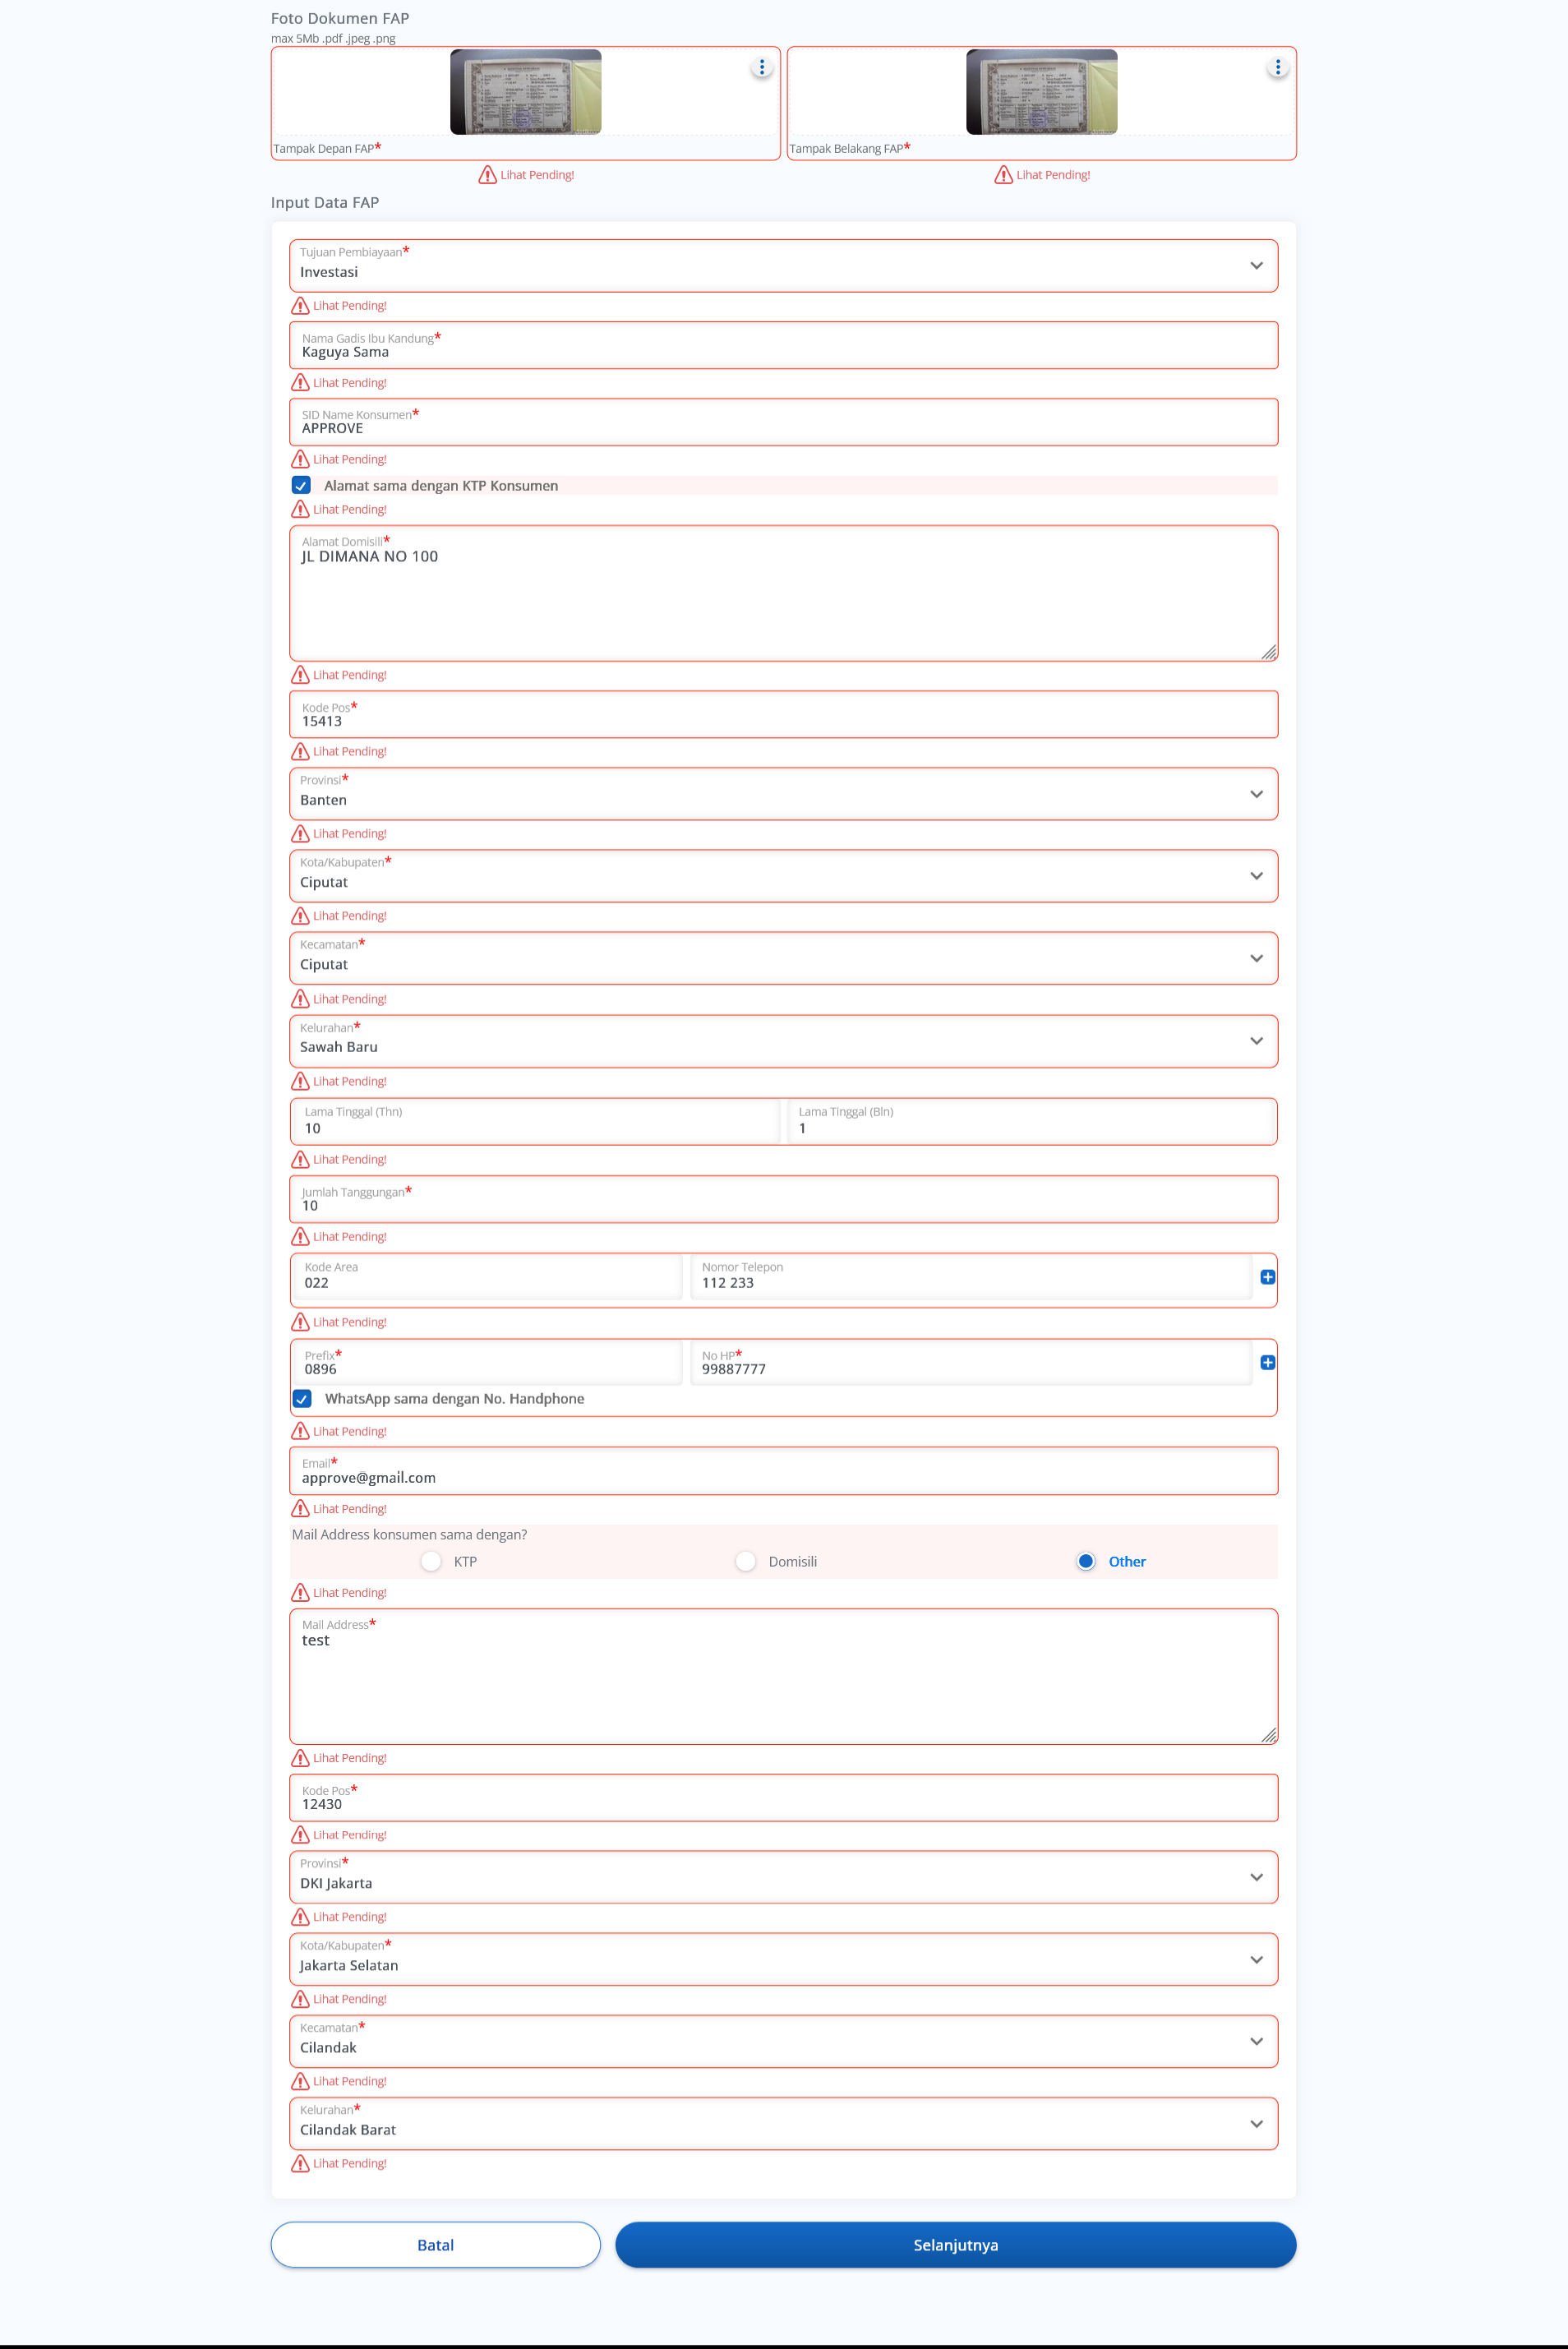 Foto Dokumen FAP
max 5Mb .pdf .jpeg .png
Tampak Depan FAP* Tampak Belakang FAP*
Lihat Pending! Lihat Pending!
Input Data FAP
Tujuan Pembiayaan*
Investasi
Lihat Pending!
Nama Gadis Ibu Kandung*
Kaguya Sama
Lihat Pending!
SID Name Konsumen*
APPROVE
Lihat Pending!
Alamat sama dengan KTP Konsumen
Lihat Pending!
Alamat Domisili*
JL DIMANA NO 100
Lihat Pending!
Kode Pos*
15413
Lihat Pending!
Provinsi*
Banten
Lihat Pending!
Kota/Kabupaten*
Ciputat
Lihat Pending!
Kecamatan*
Ciputat
Lihat Pending!
Kelurahan*
Sawah Baru
Lihat Pending!
Lama Tinggal (Thn) Lama Tinggal (Bln)
10 1
Lihat Pending!
Jumlah Tanggungan*
10
Lihat Pending!
Kode Area Nomor Telepon
022 112 233
Lihat Pending!
Prefix* No HP*
0896 99887777
WhatsApp sama dengan No. Handphone
Lihat Pending!
Email*
approve@gmail.com
Lihat Pending!
Mail Address konsumen sama dengan?
KTP Domisili Other
Lihat Pending!
Mail Address*
test
Lihat Pending!
Kode Pos*
12430
Lihat Pending!
Provinsi*
DKI Jakarta
Lihat Pending!
Kota/Kabupaten*
Jakarta Selatan
Lihat Pending!
Kecamatan*
Cilandak
Lihat Pending!
Kelurahan*
Cilandak Barat
Lihat Pending!
Batal Selanjutnya